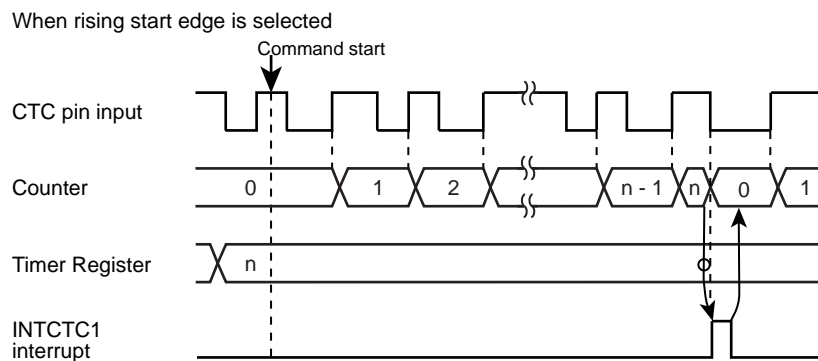 When rising start edge is selected
Command start
CTC pin input
Counter
0
1
2
n - 1
n
0
1
Timer Register
n
INTCTC1
interrupt